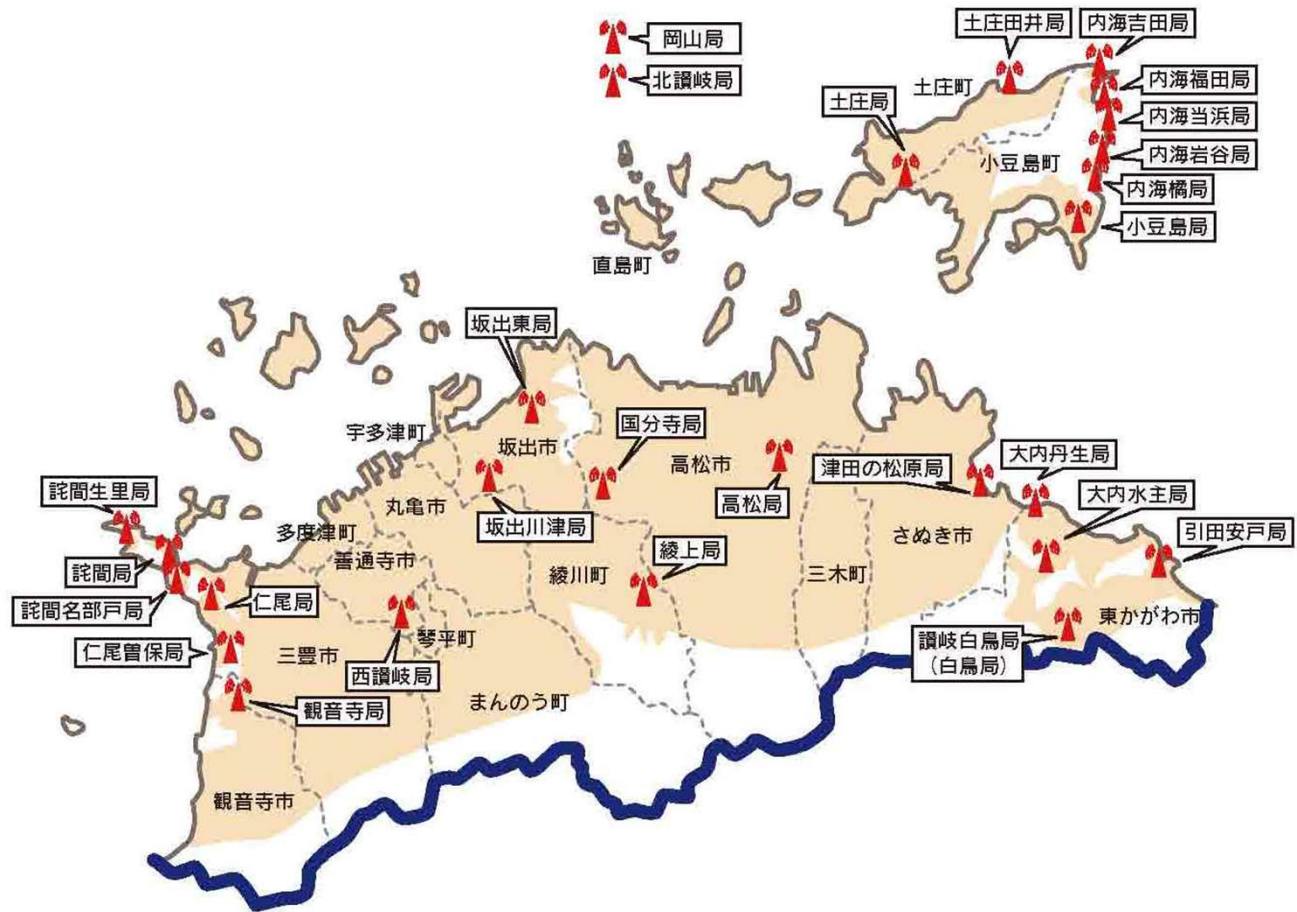 岡山局
北讃岐局
土庄田井局
内海吉田局
土庄町
内海福田局
土庄局
内海当浜局
小豆島町
内海岩谷局
内海橘局
小豆島局
直島町
坂出東局
宇多津町
坂出市
国分寺局
高松市
津田の松原局
大内丹生局
大内水主局
詫間生里局
丸亀市
坂出川津局
高松局
さぬき市
引田安戸局
多度津町
善通寺市
綾上局
詫間局
綾川町
三木町
詫間名部戸局
仁尾局
東かがわ市
仁尾曽保局
三豊市
琴平町
讃岐白鳥局
(白鳥局)
西讃岐局
観音寺局
まんのう町
観音寺市